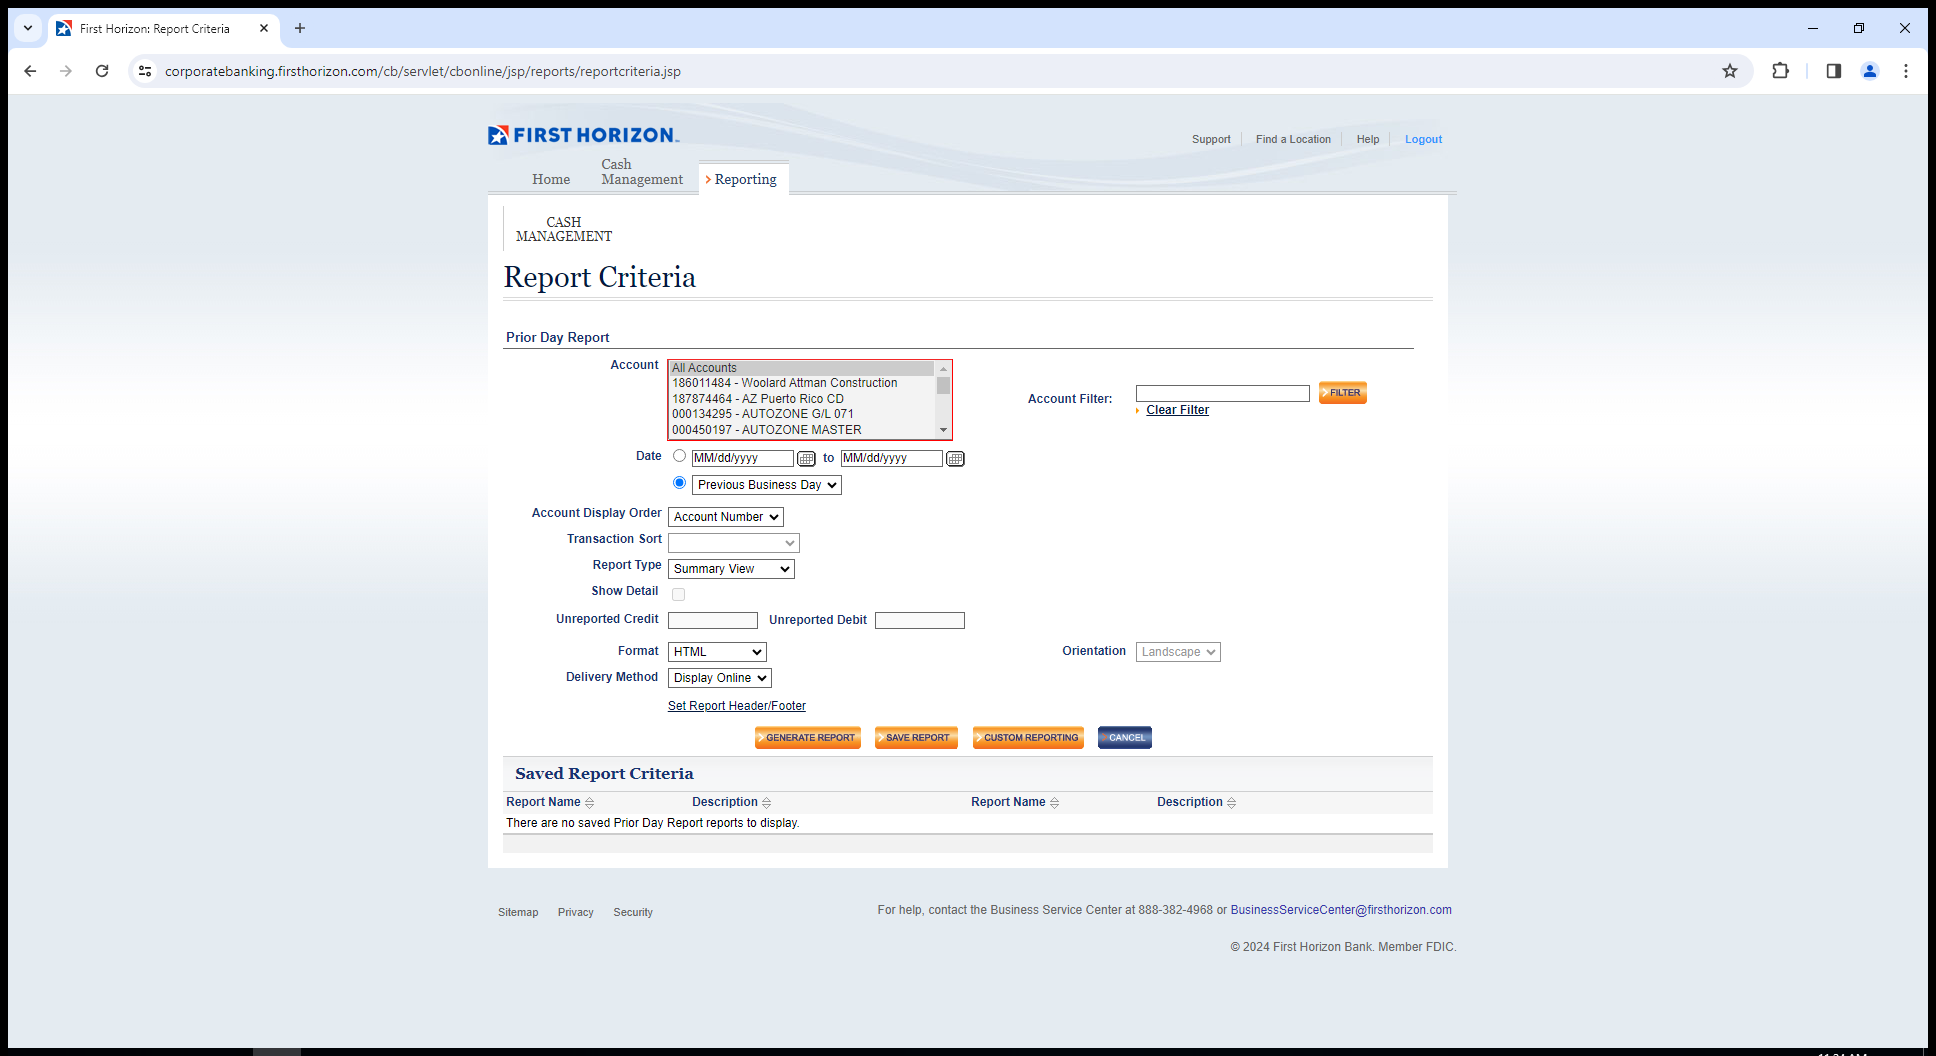 First Horizon: Report Criteria
corporatebanking.firsthorizon.com/cb/servlet/cbonline/jsp/reports/reportcriteria.jsp
FIRST HORIZON
Support Find a Location Help Logout
Home Cash Management Reporting
CASH
MANAGEMENT
Report Criteria
Prior Day Report
Account
All Accounts
186011484 - Woolard Attman Construction
187874464 - AZ Puerto Rico CD
000134295 - AUTOZONE G/L 071
000450197 - AUTOZONE MASTER
Account Filter: FILTER
Clear Filter
Date MM/dd/yyyy to MM/dd/yyyy
Previous Business Day
Account Display Order Account Number
Transaction Sort
Report Type Summary View
Show Detail
Unreported Credit Unreported Debit
Format HTML Orientation Landscape
Delivery Method Display Online
Set Report Header/Footer
GENERATE REPORT SAVE REPORT CUSTOM REPORTING CANCEL
Saved Report Criteria
Report Name Description Report Name Description
There are no saved Prior Day Report reports to display.
Sitemap Privacy Security
For help, contact the Business Service Center at 888-382-4968 or BusinessServiceCenter@firsthorizon.com
© 2024 First Horizon Bank. Member FDIC.